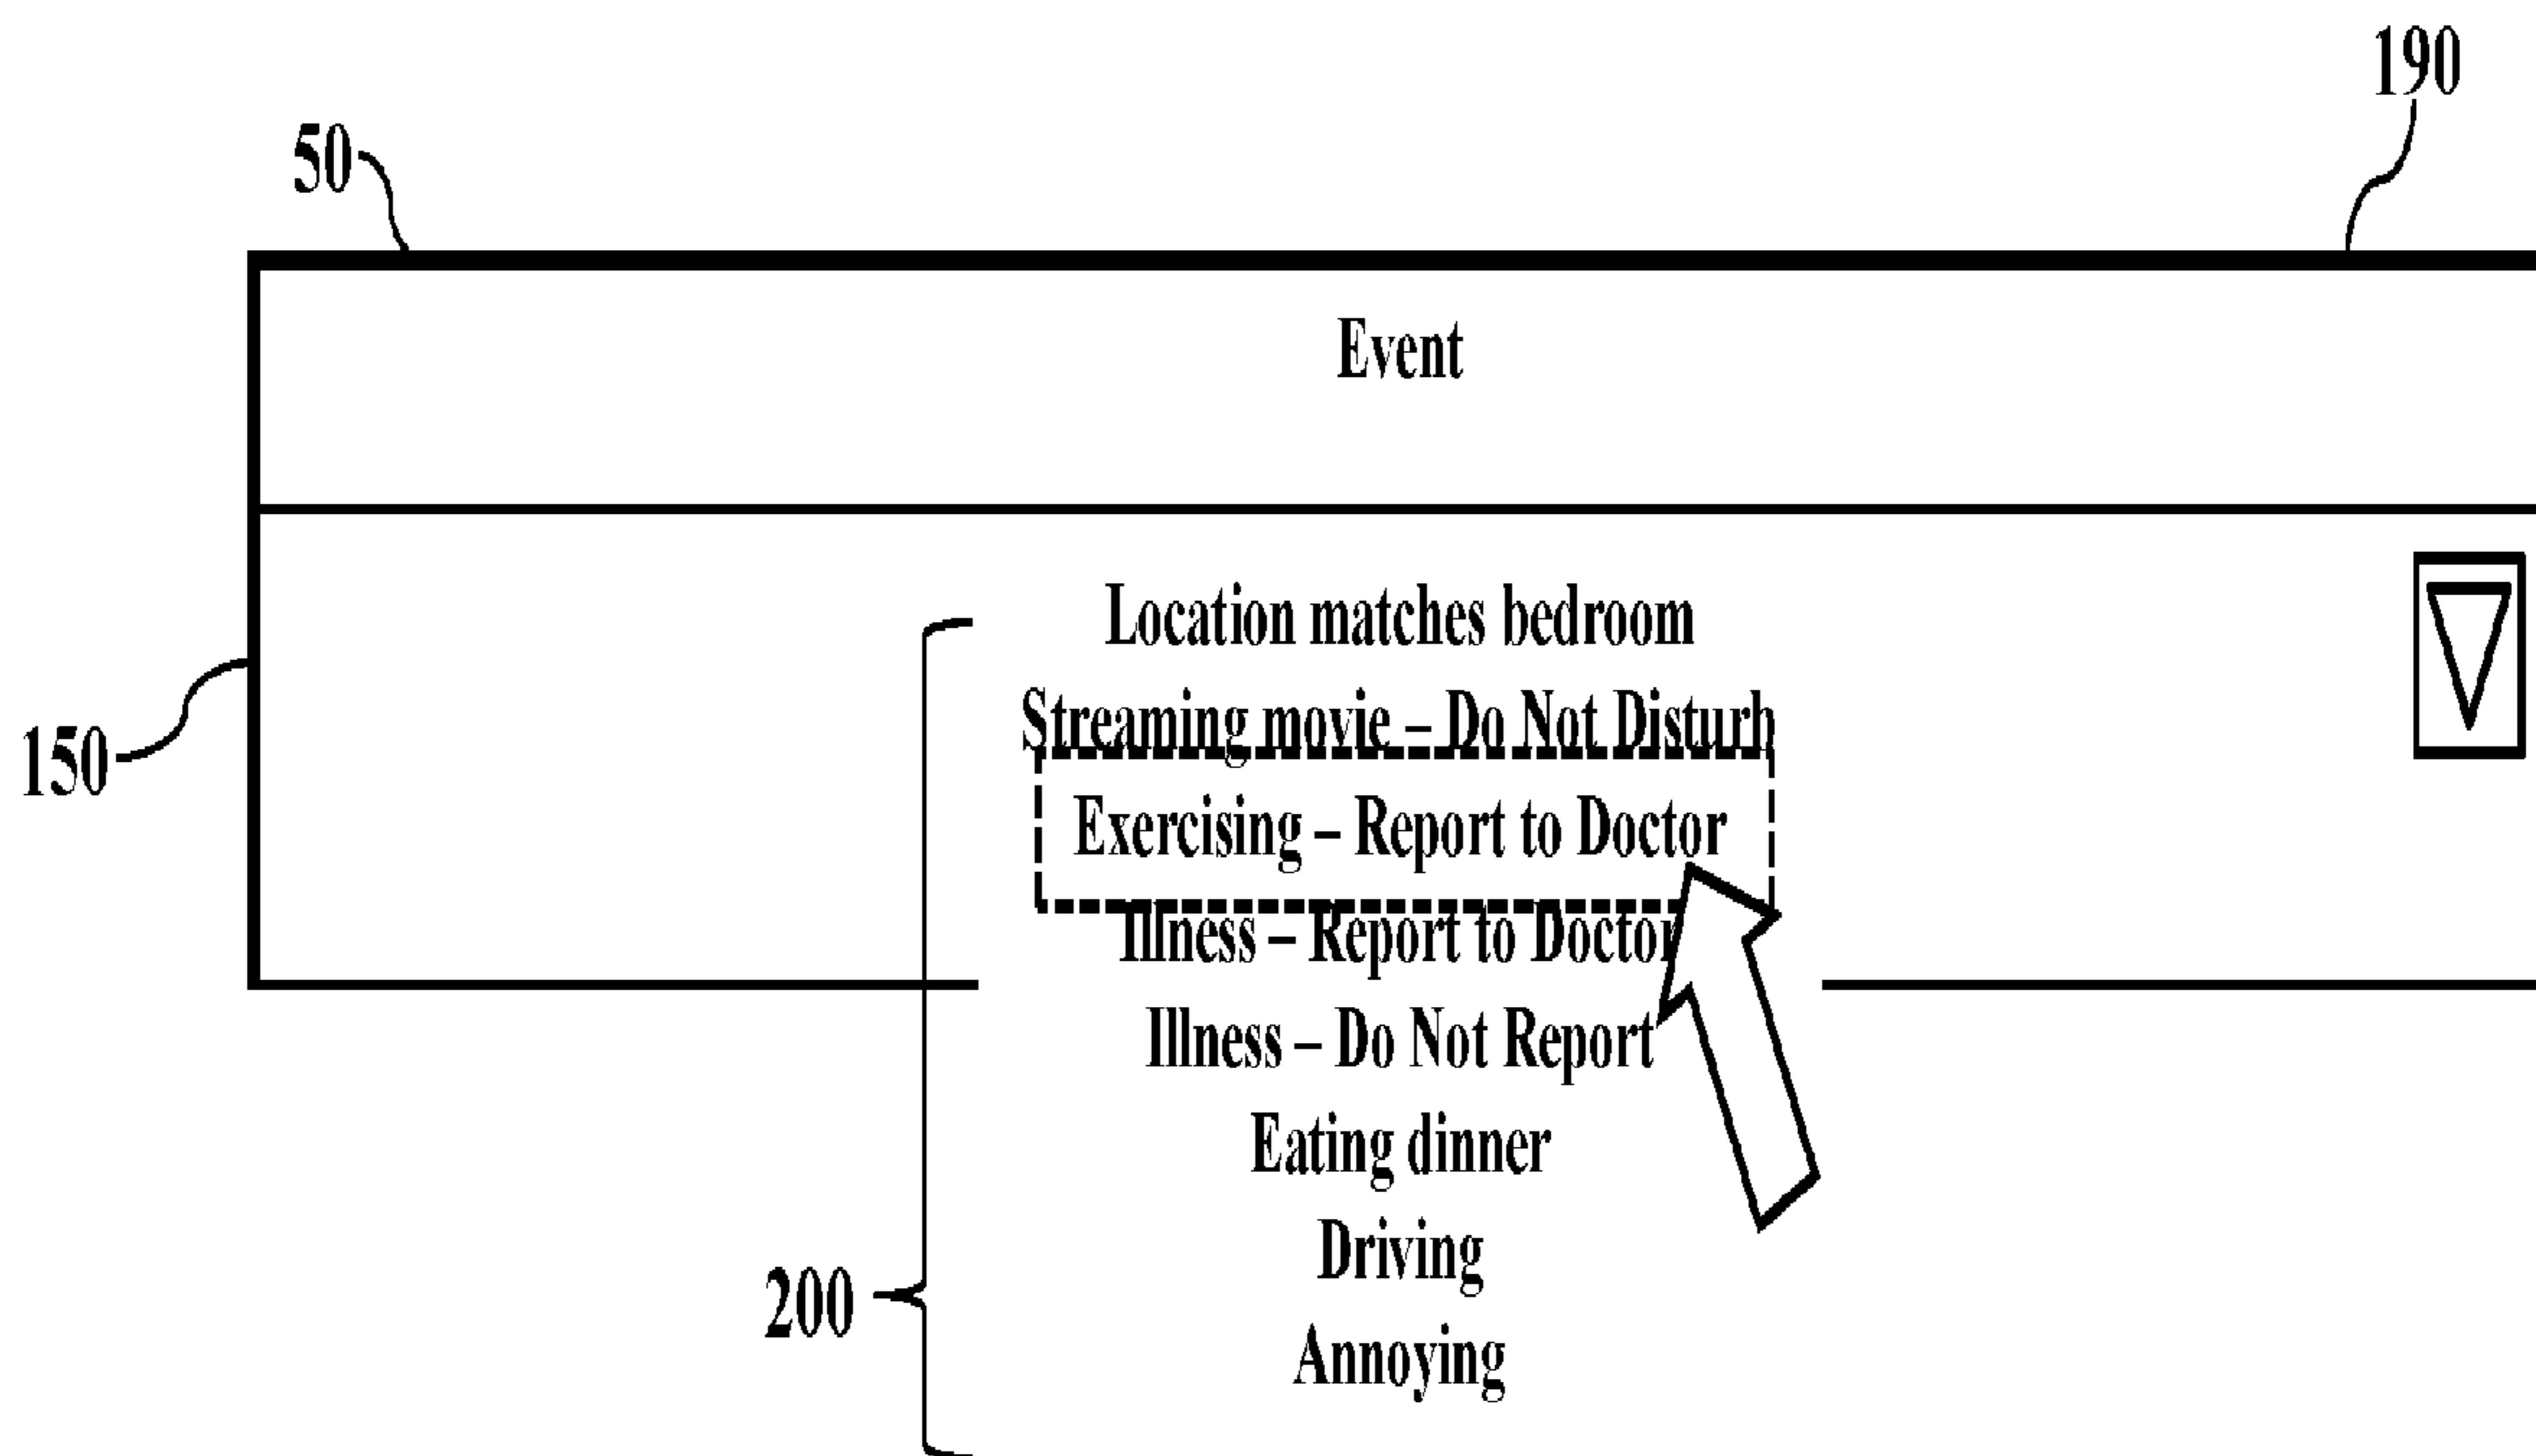 190
50
Event
Location matches bedroom
Streaming movie – Do Not Disturb
150
Exercising – Report to Doctor
Illness – Report to Doctor
Illness – Do Not Report
Eating dinner
Driving
200
Annoying